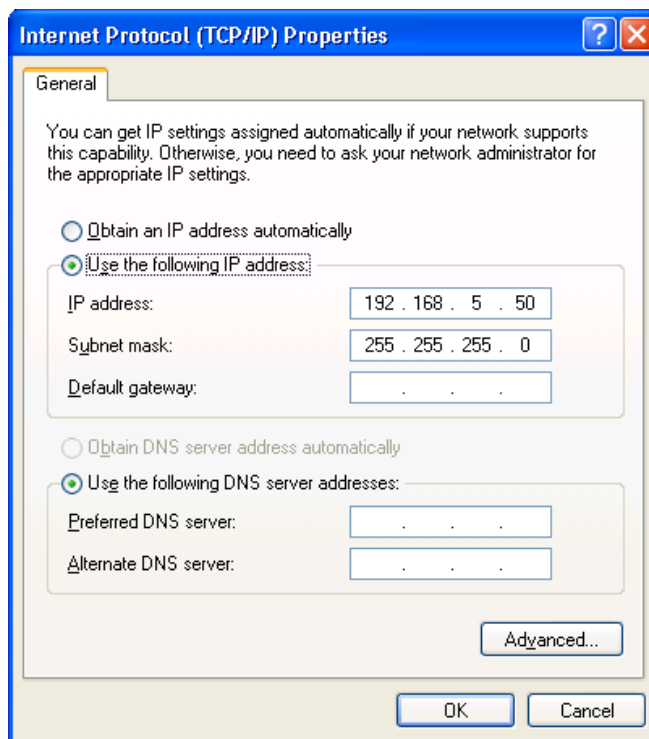 Internet Protocol (TCP/IP) Properties
General
You can get IP settings assigned automatically if your network supports
this capability. Otherwise, you need to ask your network administrator for
the appropriate IP settings.
Obtain an IP address automatically
Use the following IP address:
IP address: 192 . 168 . 5 . 50
Subnet mask: 255 . 255 . 255 . 0
Default gateway: . . .
Obtain DNS server address automatically
Use the following DNS server addresses:
Preferred DNS server: . . .
Alternate DNS server: . . .
Advanced...
OK Cancel